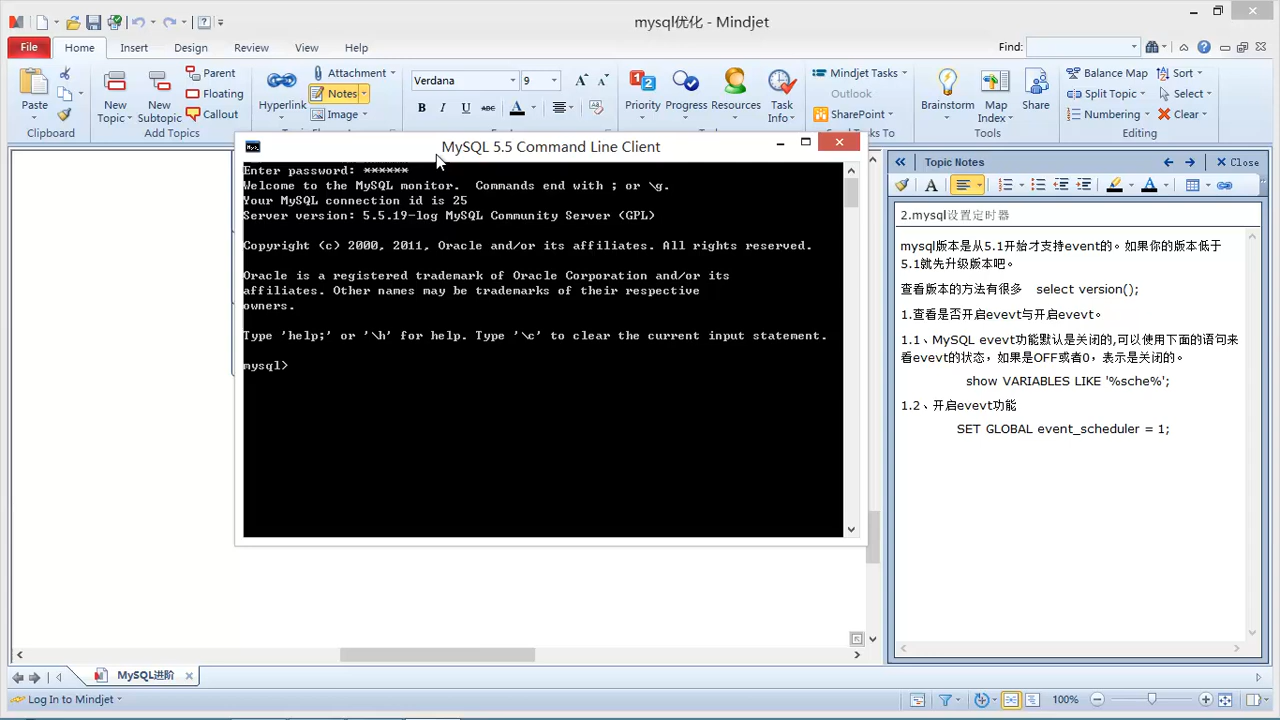 mysql优化 - Mindjet
File Home Insert Design Review View Help Find:
Paste
Clipboard
New Topic
New Subtopic
Parent
Floating
Callout
Add Topics
Hyperlink
Attachment
Notes
Image
Verdana 9
B I U abc A
Priority
Progress
Resources
Task Info
Mindjet Tasks
Outlook
SharePoint
Brainstorm
Map Index
Share
Tools
Balance Map
Split Topic
Numbering
Sort
Select
Clear
Editing
MySQL 5.5 Command Line Client
Enter password: ******
Welcome to the MySQL monitor.  Commands end with ; or \g.
Your MySQL connection id is 25
Server version: 5.5.19-log MySQL Community Server (GPL)
Copyright (c) 2000, 2011, Oracle and/or its affiliates. All rights reserved.
Oracle is a registered trademark of Oracle Corporation and/or its
affiliates. Other names may be trademarks of their respective
owners.
Type 'help;' or '\h' for help. Type '\c' to clear the current input statement.
mysql>
Topic Notes
Close
2.mysql设置定时器
mysql版本是从5.1开始才支持event的。如果你的版本低于
5.1就先升级版本吧。
查看版本的方法有很多 select version();
1.查看是否开启evevt与开启evevt。
1.1、MySQL evevt功能默认是关闭的,可以使用下面的语句来
看evevt的状态，如果是OFF或者0，表示是关闭的。
show VARIABLES LIKE '%sche%';
1.2、开启evevt功能
SET GLOBAL event_scheduler = 1;
MySQL进阶
Log In to Mindjet
100%